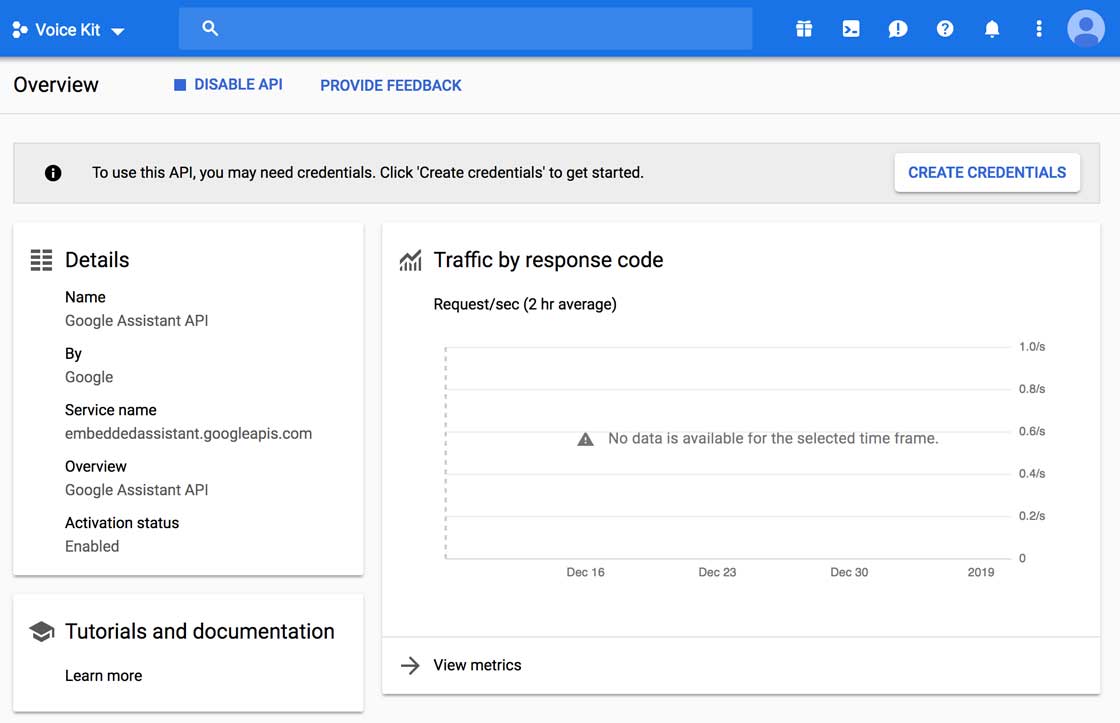 Voice Kit
Overview
DISABLE API
PROVIDE FEEDBACK
To use this API, you may need credentials. Click 'Create credentials' to get started.
CREATE CREDENTIALS
Details
Name
Google Assistant API
By
Google
Service name
embeddedassistant.googleapis.com
Overview
Google Assistant API
Activation status
Enabled
Tutorials and documentation
Learn more
Traffic by response code
Request/sec (2 hr average)
1.0/s
0.8/s
0.6/s
No data is available for the selected time frame.
0.4/s
0.2/s
0
Dec 16
Dec 23
Dec 30
2019
View metrics